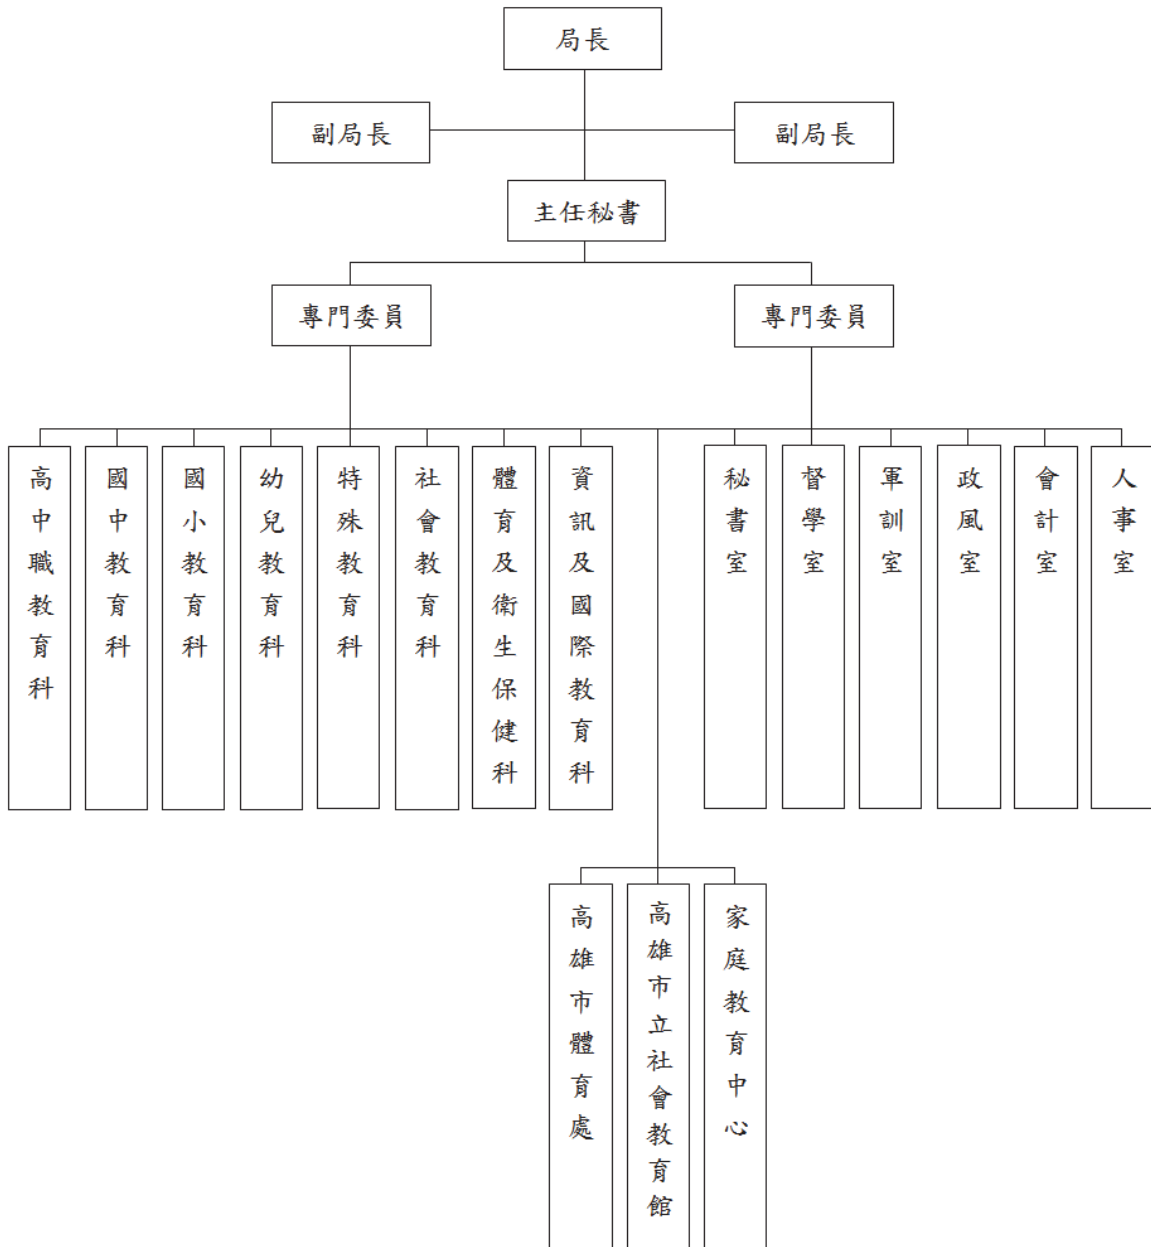 局長
副局長
副局長
主任秘書
專門委員
專門委員
高中職教育科
國中教育科
國小教育科
幼兒教育科
特殊教育科
社會教育科
體育及衛生保健科
資訊及國際教育科
秘書室
督學室
軍訓室
政風室
會計室
人事室
高雄市體育處
高雄市立社會教育館
家庭教育中心